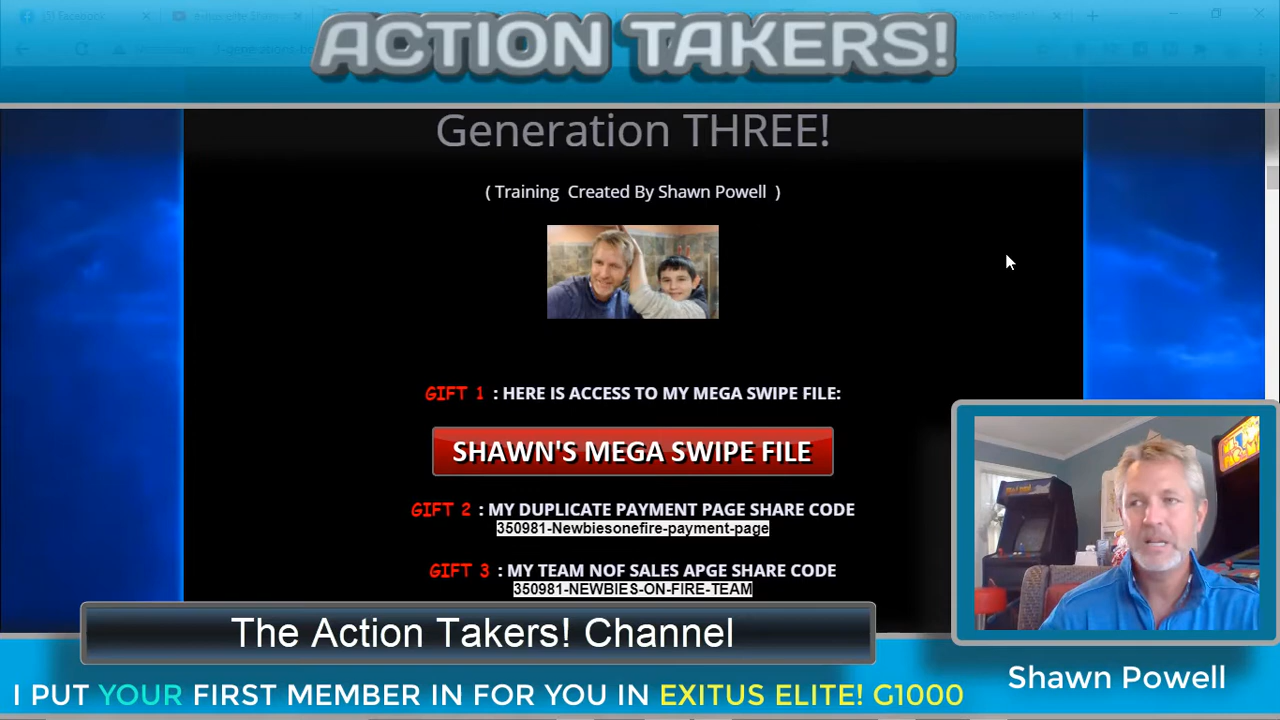 Facebook
ACTION TAKERS!
Generation THREE!
( Training Created By Shawn Powell )
GIFT 1 : HERE IS ACCESS TO MY MEGA SWIPE FILE:
SHAWN'S MEGA SWIPE FILE
GIFT 2 : MY DUPLICATE PAYMENT PAGE SHARE CODE
350981-Newbiesonefire-payment-page
GIFT 3 : MY TEAM NOF SALES APGE SHARE CODE
350981-NEWBIES-ON-FIRE-TEAM
The Action Takers! Channel
Shawn Powell
I PUT YOUR FIRST MEMBER IN FOR YOU IN EXITUS ELITE! G1000